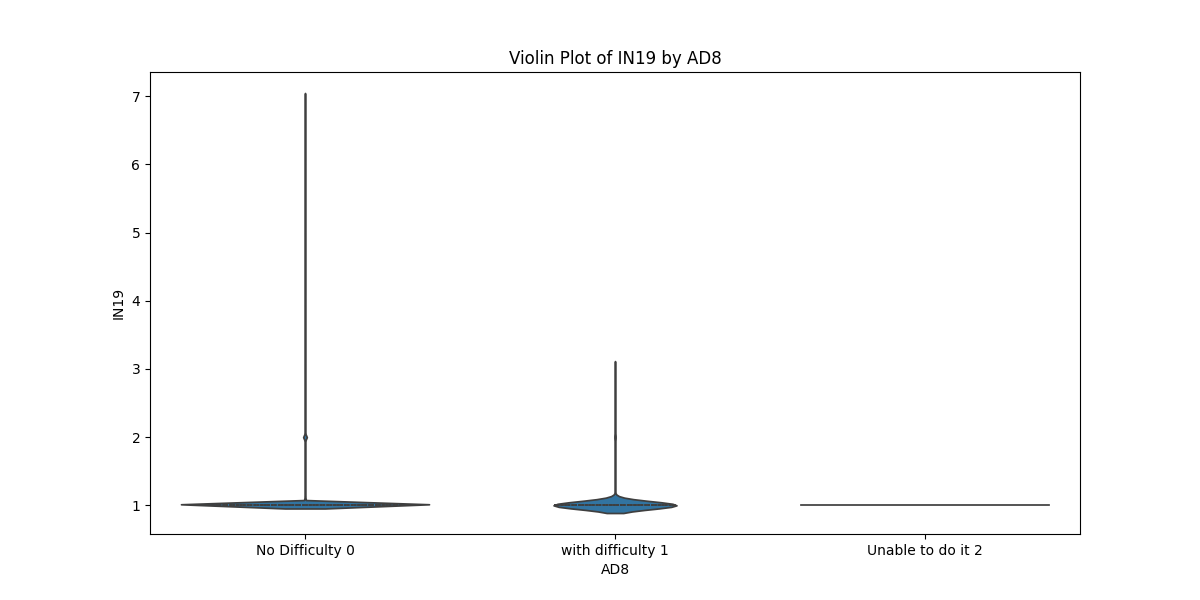 Violin Plot of IN19 by AD8
7
6
5
4
3
2
1
IN19
No Difficulty 0
with difficulty 1
Unable to do it 2
AD8